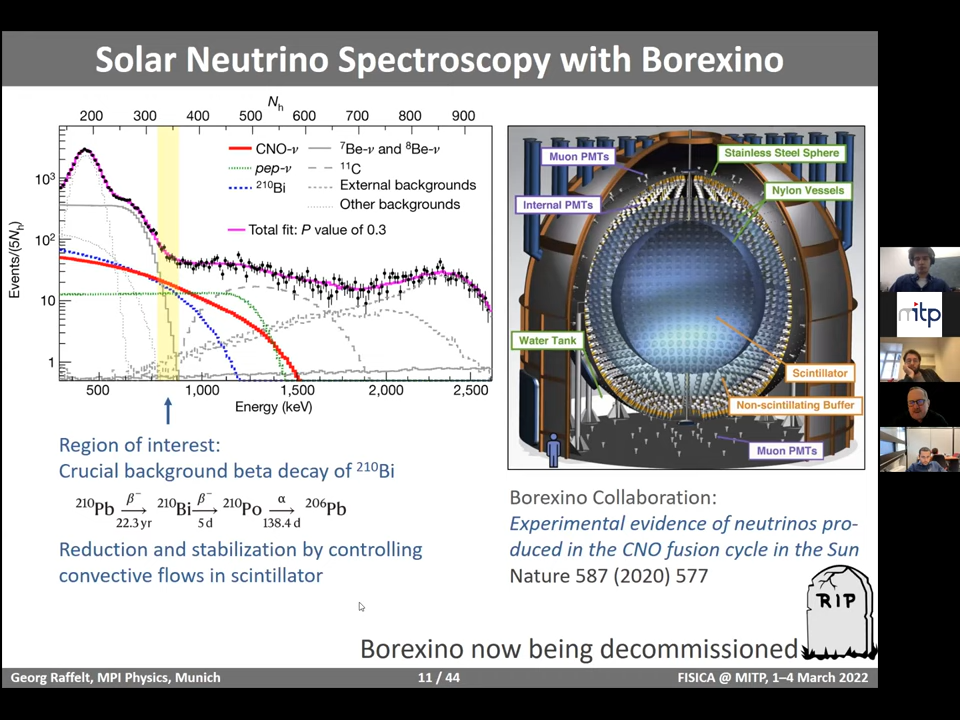 Solar Neutrino Spectroscopy with Borexino
N_h
200 300 400 500 600 700 800 900
CNO-ν
pep-ν
²¹⁰Bi
⁷Be-ν and ⁸Be-ν
¹¹C
External backgrounds
Other backgrounds
Total fit: P value of 0.3
Events/(5N_h)
10³
10²
10
1
500 1,000 1,500 2,000 2,500
Energy (keV)
Muon PMTs
Stainless Steel Sphere
Nylon Vessels
Internal PMTs
Water Tank
Scintillator
Non-scintillating Buffer
Muon PMTs
Region of interest:
Crucial background beta decay of ²¹⁰Bi
²¹⁰Pb β⁻→ 22.3 yr ²¹⁰Bi β⁻→ 5 d ²¹⁰Po α→ 138.4 d ²⁰⁶Pb
Reduction and stabilization by controlling
convective flows in scintillator
Borexino Collaboration:
Experimental evidence of neutrinos pro-
duced in the CNO fusion cycle in the Sun
Nature 587 (2020) 577
RIP
Borexino now being decommissioned
Georg Raffelt, MPI Physics, Munich
11 / 44
FISICA @ MITP, 1–4 March 2022
mitp